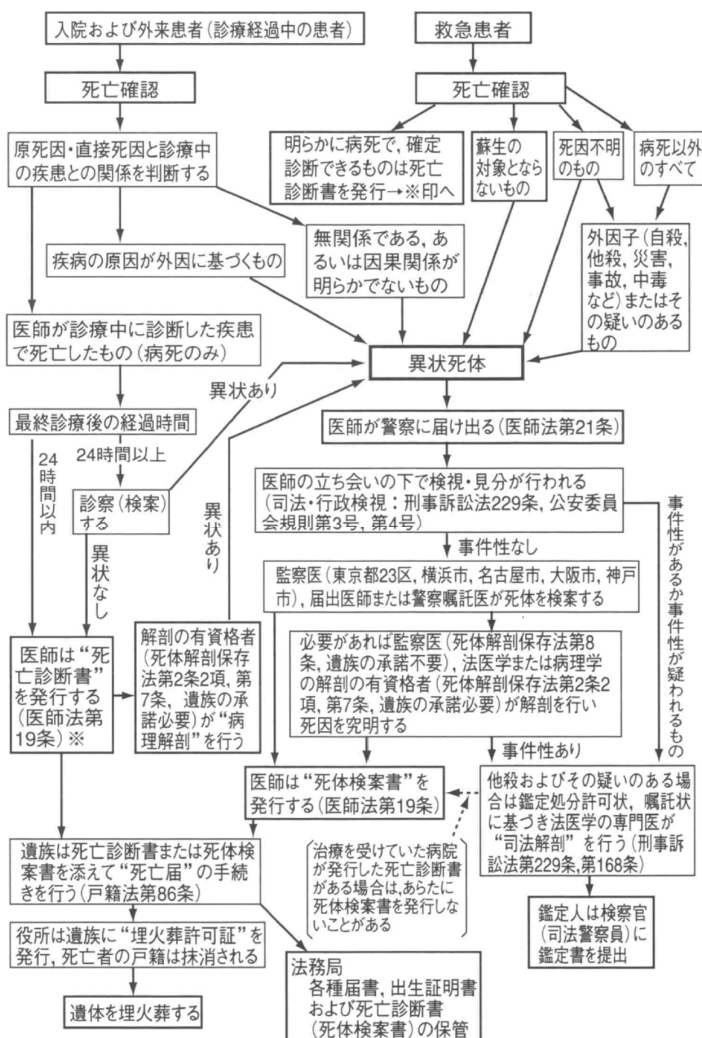 入院および外来患者(診療経過中の患者)
救急患者
死亡確認
死亡確認
原死因・直接死因と診療中
の疾患との関係を判断する
明らかに病死で,確定
診断できるものは死亡
診断書を発行→※印へ
蘇生の
対象となら
ないもの
死因不明
のもの
病死以外
のすべて
疾病の原因が外因に基づくもの
無関係である,あ
るいは因果関係が
明らかでないもの
外因子(自殺,
他殺,災害,
事故,中毒
など)またはそ
の疑いのある
もの
医師が診療中に診断した疾患
で死亡したもの(病死のみ)
異状死体
異状あり
最終診療後の経過時間
医師が警察に届け出る(医師法第21条)
24時間以内
24時間以上
診察(検案)
する
異状あり
医師の立ち会いの下で検視・見分が行われる
(司法・行政検視:刑事訴訟法229条,公安委員
会規則第3号,第4号)
事件性があるか事件性が疑われるもの
異状なし
事件性なし
監察医(東京都23区,横浜市,名古屋市,大阪市,神戸
市),届出医師または警察嘱託医が死体を検案する
医師は“死
亡診断書”
を発行する
(医師法第
19条)※
解剖の有資格者
(死体解剖保存
法第2条2項,第
7条,遺族の承
諾必要)が“病
理解剖”を行う
必要があれば監察医(死体解剖保存法第8
条,遺族の承諾不要),法医学または病理学
の解剖の有資格者(死体解剖保存法第2条2
項,第7条,遺族の承諾必要)が解剖を行い
死因を究明する
事件性あり
医師は“死体検案書”を
発行する(医師法第19条)
他殺およびその疑いのある場
合は鑑定処分許可状,嘱託状
に基づき法医学の専門医が
“司法解剖”を行う(刑事訴
訟法第229条,第168条)
遺族は死亡診断書または死体検
案書を添えて“死亡届”の手続
きを行う(戸籍法第86条)
治療を受けていた病院
が発行した死亡診断書
がある場合は,あらたに
死体検案書を発行しな
いことがある
鑑定人は検察官
(司法警察員)に
鑑定書を提出
役所は遺族に“埋火葬許可証”を
発行,死亡者の戸籍は抹消される
遺体を埋火葬する
法務局
各種届書,出生証明書
および死亡診断書
(死体検案書)の保管